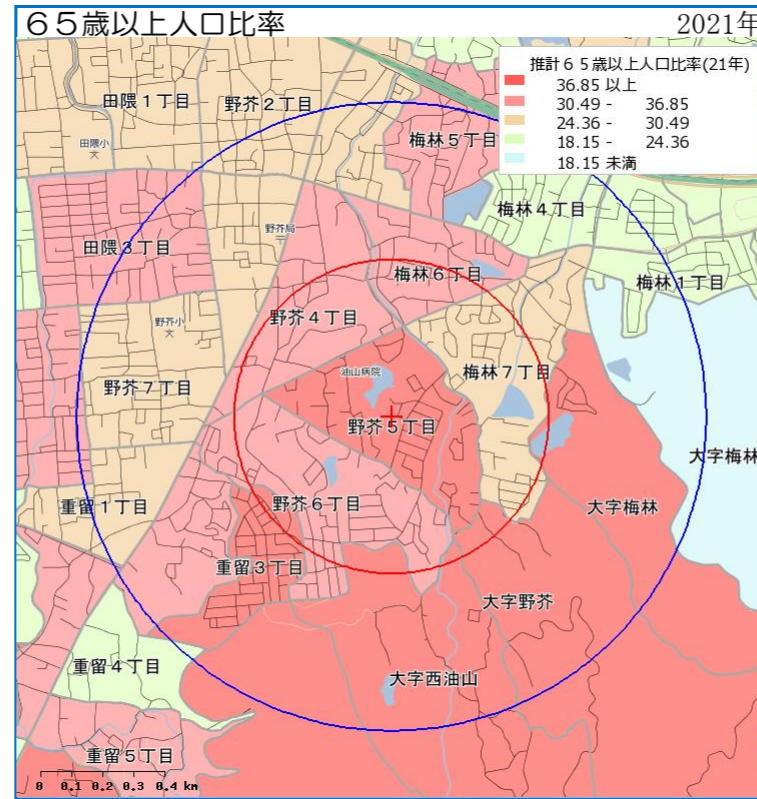 ６５歳以上人口比率
2021年
推計６５歳以上人口比率(21年)
36.85 以上
30.49 - 36.85
24.36 - 30.49
18.15 - 24.36
18.15 未満
田隈１丁目
野芥２丁目
梅林５丁目
田隈小
文
梅林４丁目
野芥局
田隈３丁目
梅林６丁目
梅林１丁目
野芥４丁目
野芥小
文
油山病院
梅林７丁目
野芥７丁目
野芥５丁目
大字梅林
重留１丁目
野芥６丁目
大字梅林
重留３丁目
大字野芥
重留４丁目
大字西油山
重留５丁目
0 0.1 0.2 0.3 0.4 km